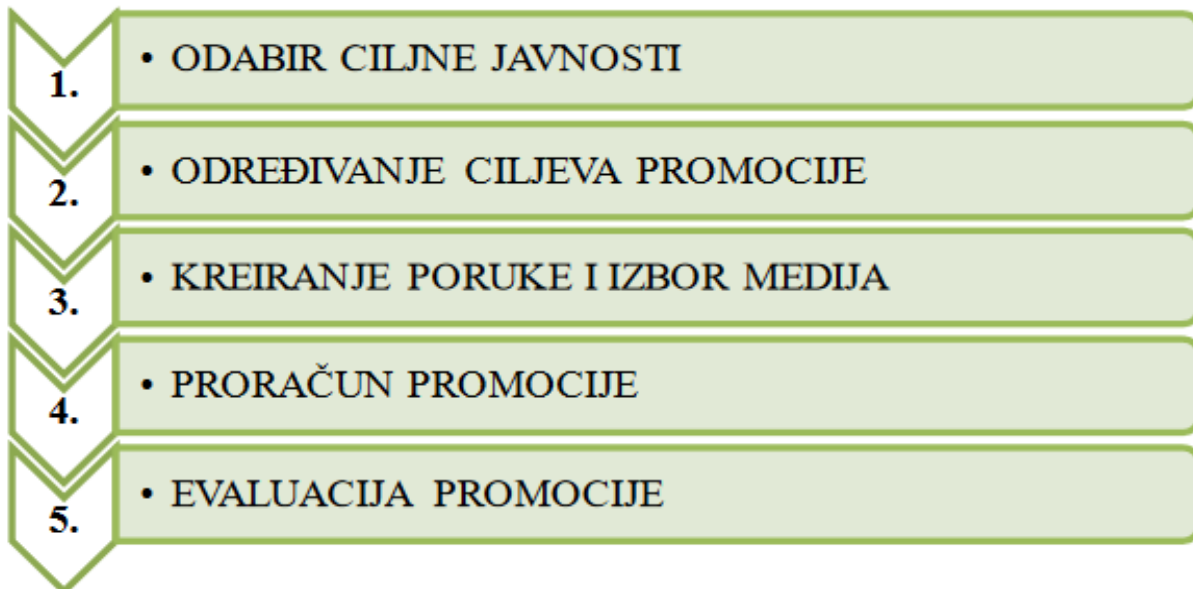 1. • ODABIR CILJNE JAVNOSTI
2. • ODREĐIVANJE CILJEVA PROMOCIJE
3. • KREIRANJE PORUKE I IZBOR MEDIJA
4. • PRORAČUN PROMOCIJE
5. • EVALUACIJA PROMOCIJE